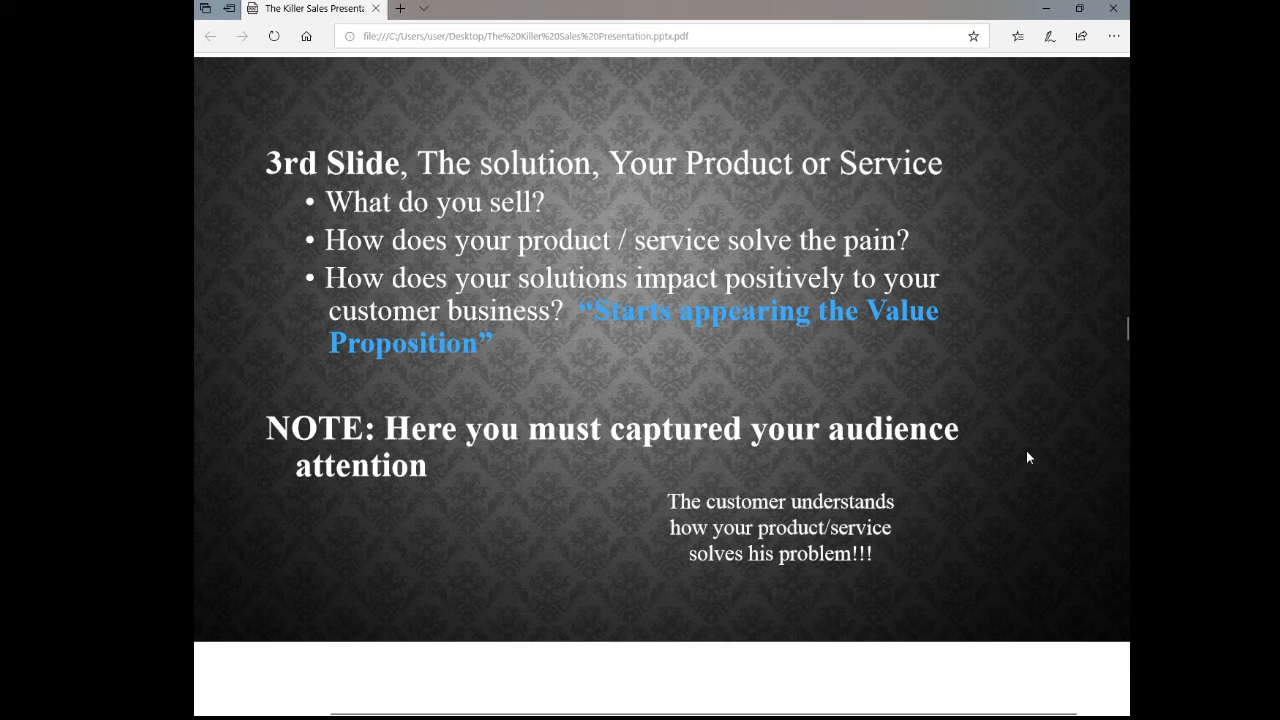 The Killer Sales Presenta
file:///C:/Users/user/Desktop/The%20Killer%20Sales%20Presentation.pptx.pdf
3rd Slide, The solution, Your Product or Service
• What do you sell?
• How does your product / service solve the pain?
• How does your solutions impact positively to your
customer business? “Starts appearing the Value
Proposition”
NOTE: Here you must captured your audience
attention
The customer understands
how your product/service
solves his problem!!!